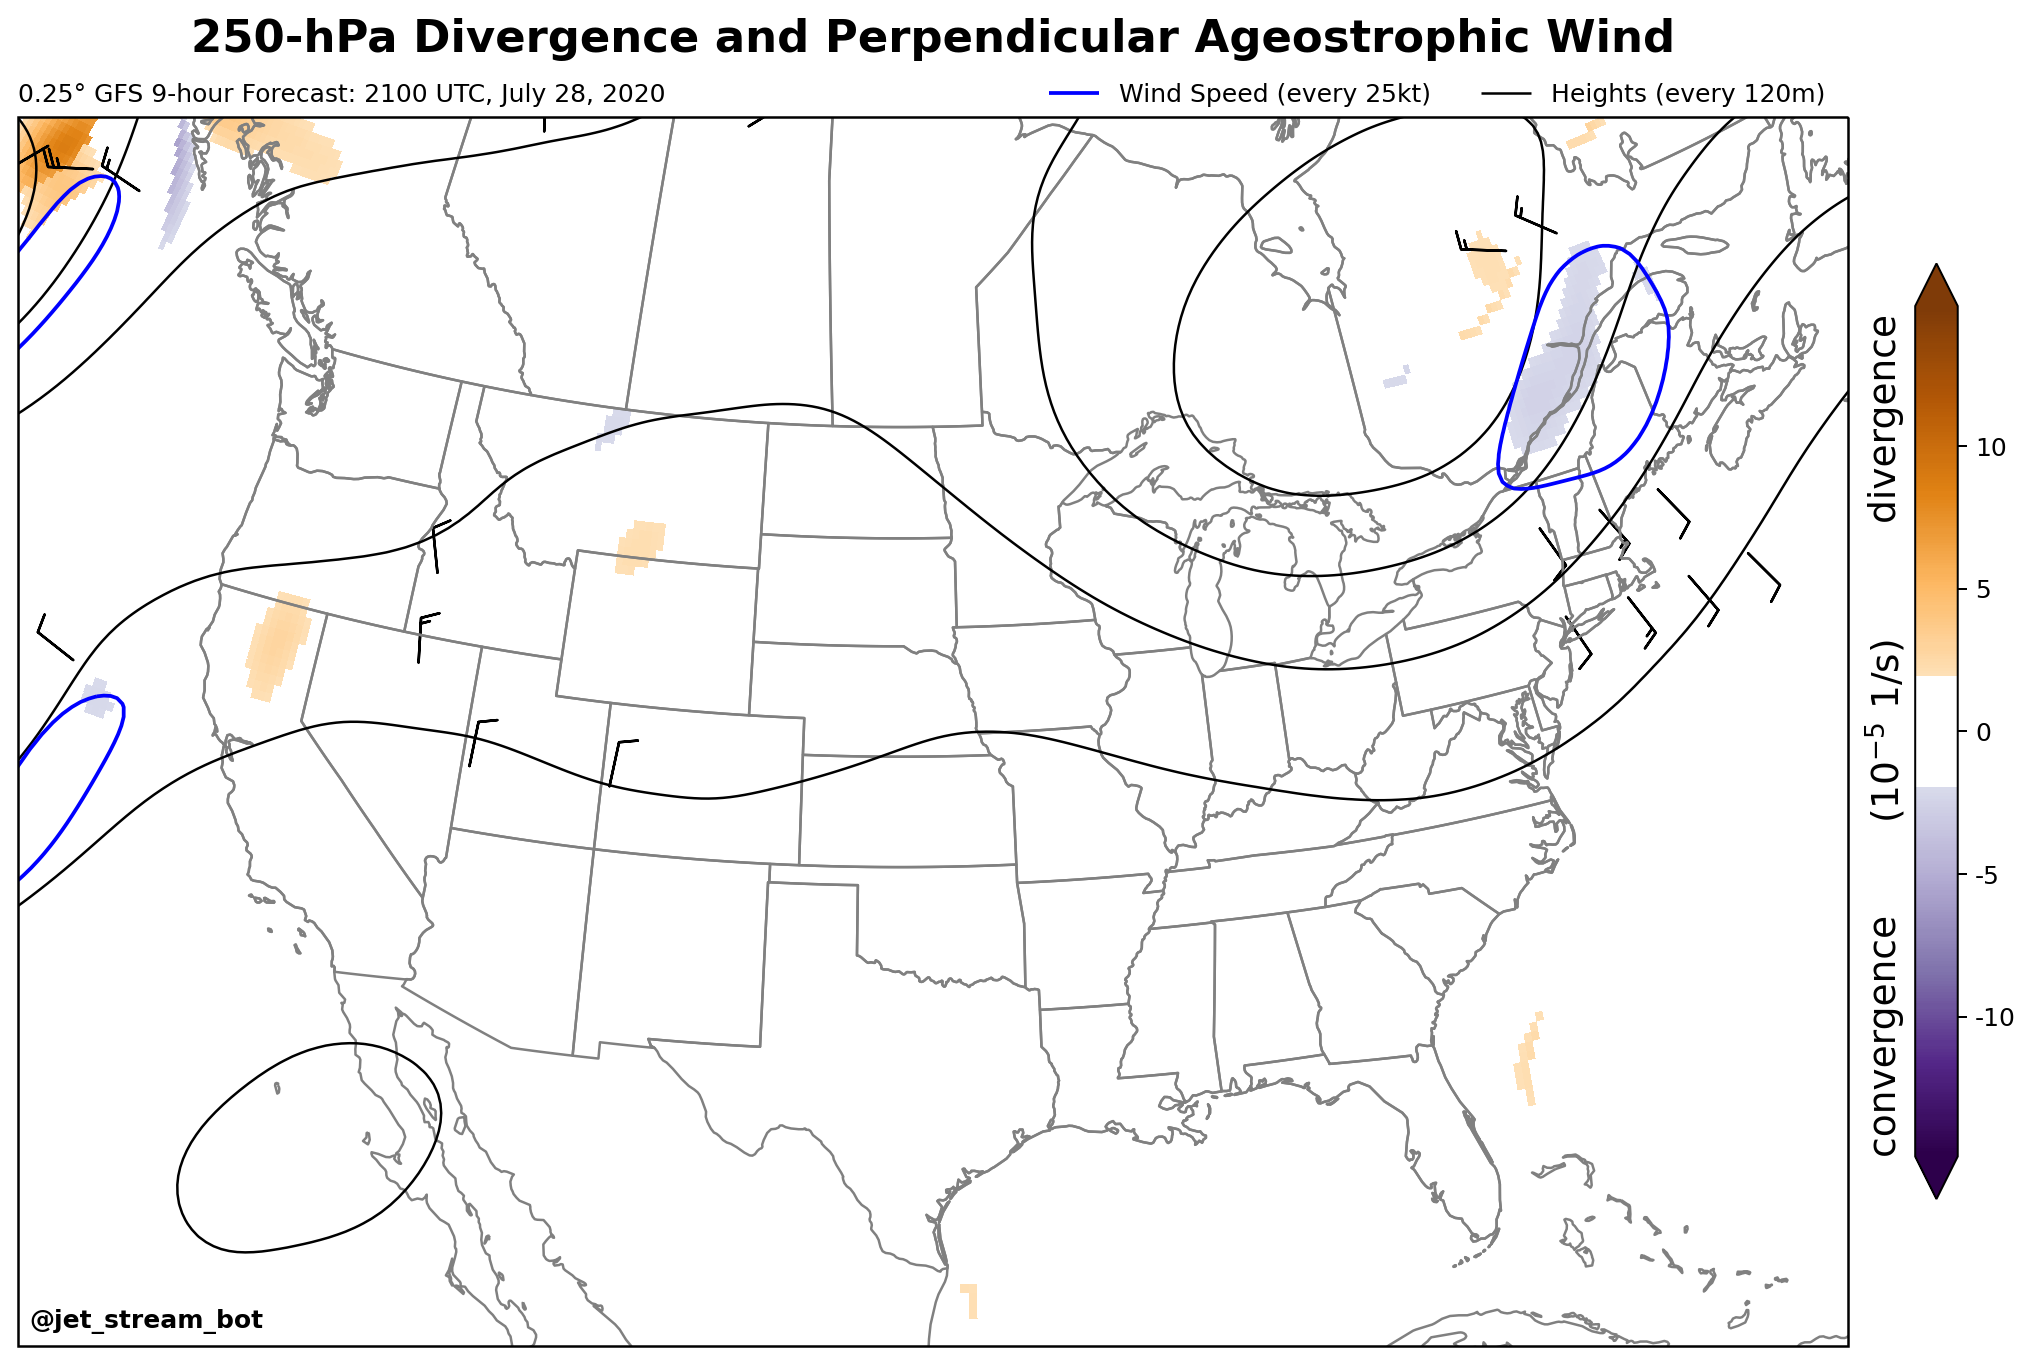 250-hPa Divergence and Perpendicular Ageostrophic Wind
0.25° GFS 9-hour Forecast: 2100 UTC, July 28, 2020
Wind Speed (every 25kt)
Heights (every 120m)
divergence
(10⁻⁵ 1/s)
convergence
10
5
0
-5
-10
@jet_stream_bot